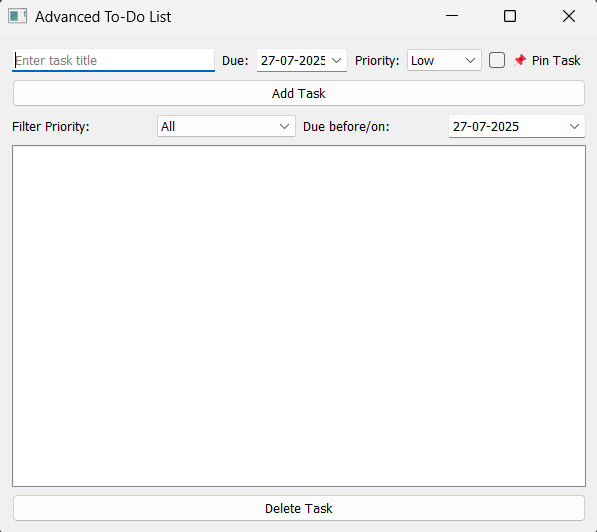 Advanced To-Do List
Enter task title Due: 27-07-2025 Priority: Low Pin Task
Add Task
Filter Priority: All Due before/on: 27-07-2025
Delete Task